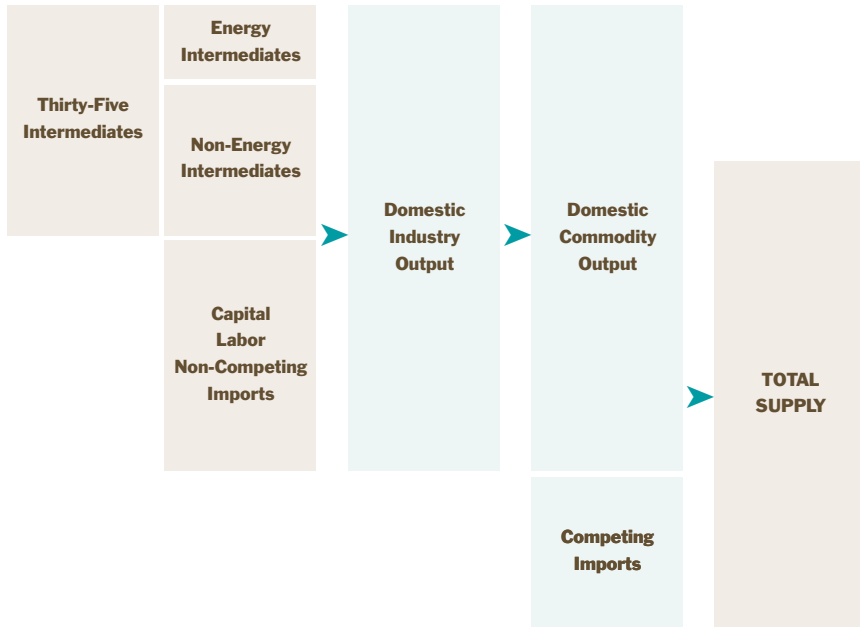 Thirty-Five
Intermediates
Energy
Intermediates
Non-Energy
Intermediates
Capital
Labor
Non-Competing
Imports
Domestic
Industry
Output
Domestic
Commodity
Output
Competing
Imports
TOTAL
SUPPLY